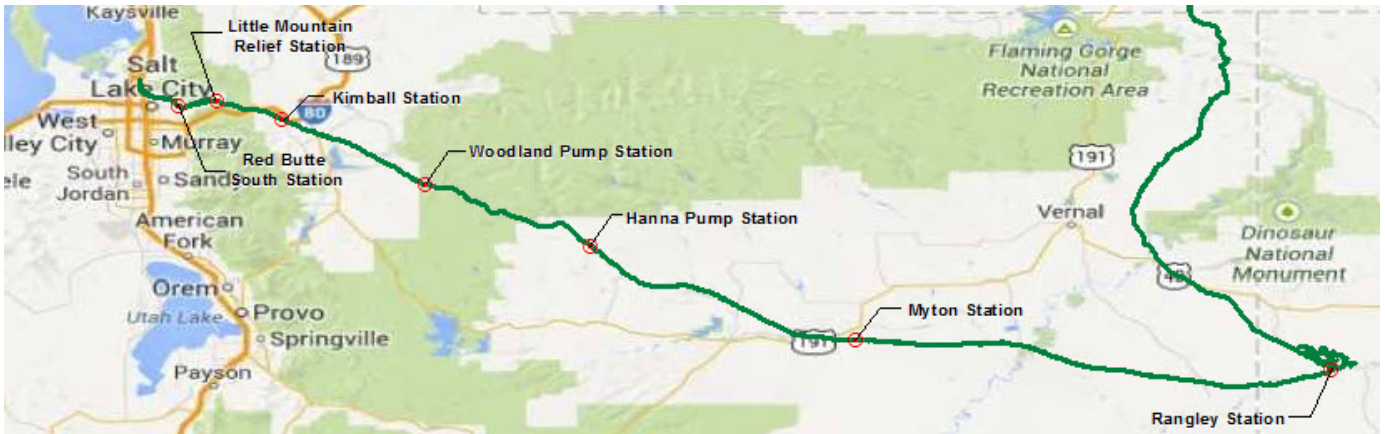 Kaysville
Little Mountain
Relief Station
189
Flaming Gorge
National
Recreation Area
Salt
Lake City
Kimball Station
80
West
ley City
Murray
Red Butte
South Station
Woodland Pump Station
191
ele
South
Jordan
Sandy
American
Fork
Hanna Pump Station
Vernal
Dinosaur
National
Monument
Orem
Utah Lake
Provo
Springville
Myton Station
191
Payson
Rangley Station